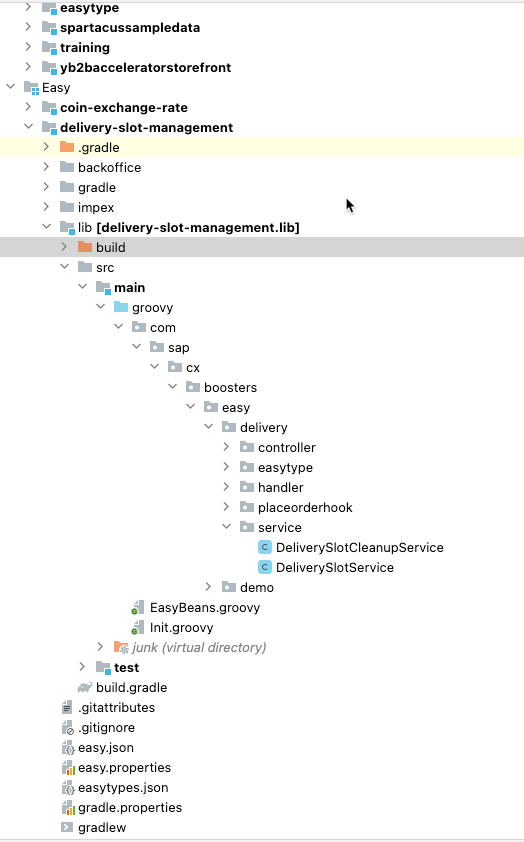 easytype
spartacussampledata
training
yb2bacceleratorstorefront
Easy
coin-exchange-rate
delivery-slot-management
.gradle
backoffice
gradle
impex
lib [delivery-slot-management.lib]
build
src
main
groovy
com
sap
cx
boosters
easy
delivery
controller
easytype
handler
placeorderhook
service
DeliverySlotCleanupService
DeliverySlotService
demo
EasyBeans.groovy
Init.groovy
junk (virtual directory)
test
build.gradle
.gitattributes
.gitignore
easy.json
easy.properties
easytypes.json
gradle.properties
gradlew